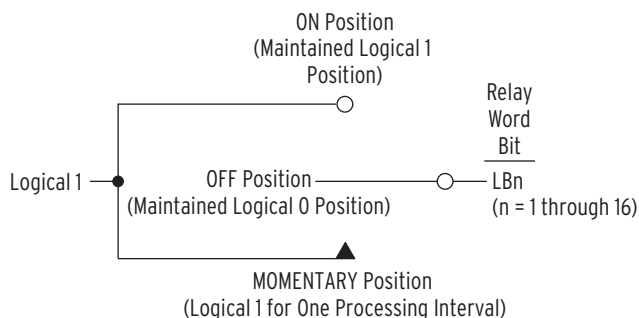 ON Position
(Maintained Logical 1
Position)
Relay
Word
Bit
Logical 1
OFF Position
(Maintained Logical 0 Position)
LBn
(n = 1 through 16)
MOMENTARY Position
(Logical 1 for One Processing Interval)